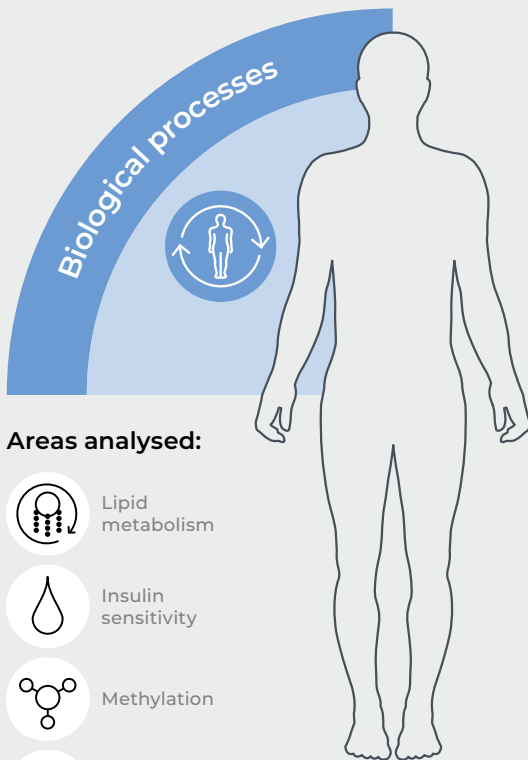 Biological processes
Areas analysed:
Lipid
metabolism
Insulin
sensitivity
Methylation